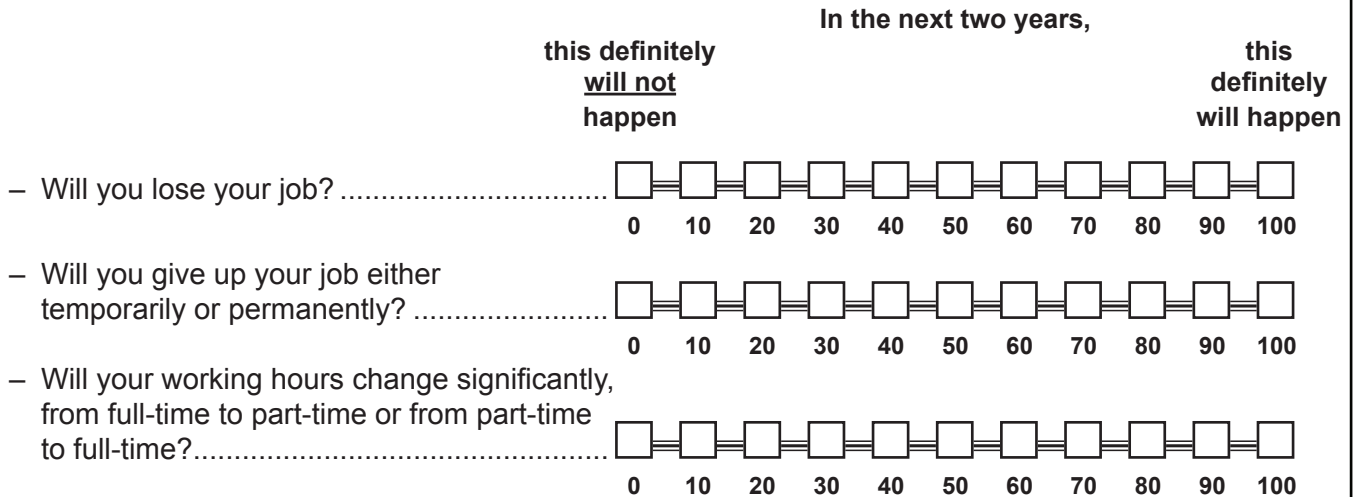 In the next two years,
this definitely
will not
happen
this
definitely
will happen
– Will you lose your job? .................................
0 10 20 30 40 50 60 70 80 90 100
– Will you give up your job either
temporarily or permanently? ........................
0 10 20 30 40 50 60 70 80 90 100
– Will your working hours change significantly,
from full-time to part-time or from part-time
to full-time?...................................................
0 10 20 30 40 50 60 70 80 90 100